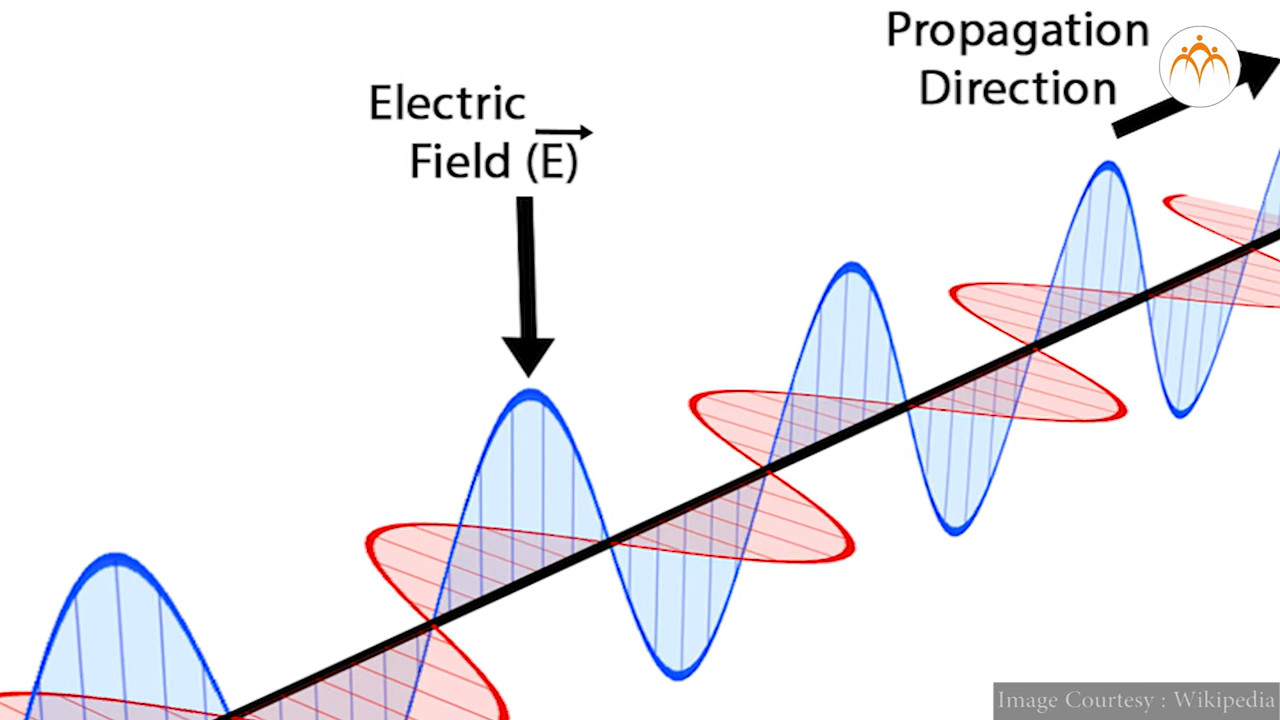 Propagation
Direction
Electric
Field (E)
Image Courtesy : Wikipedia